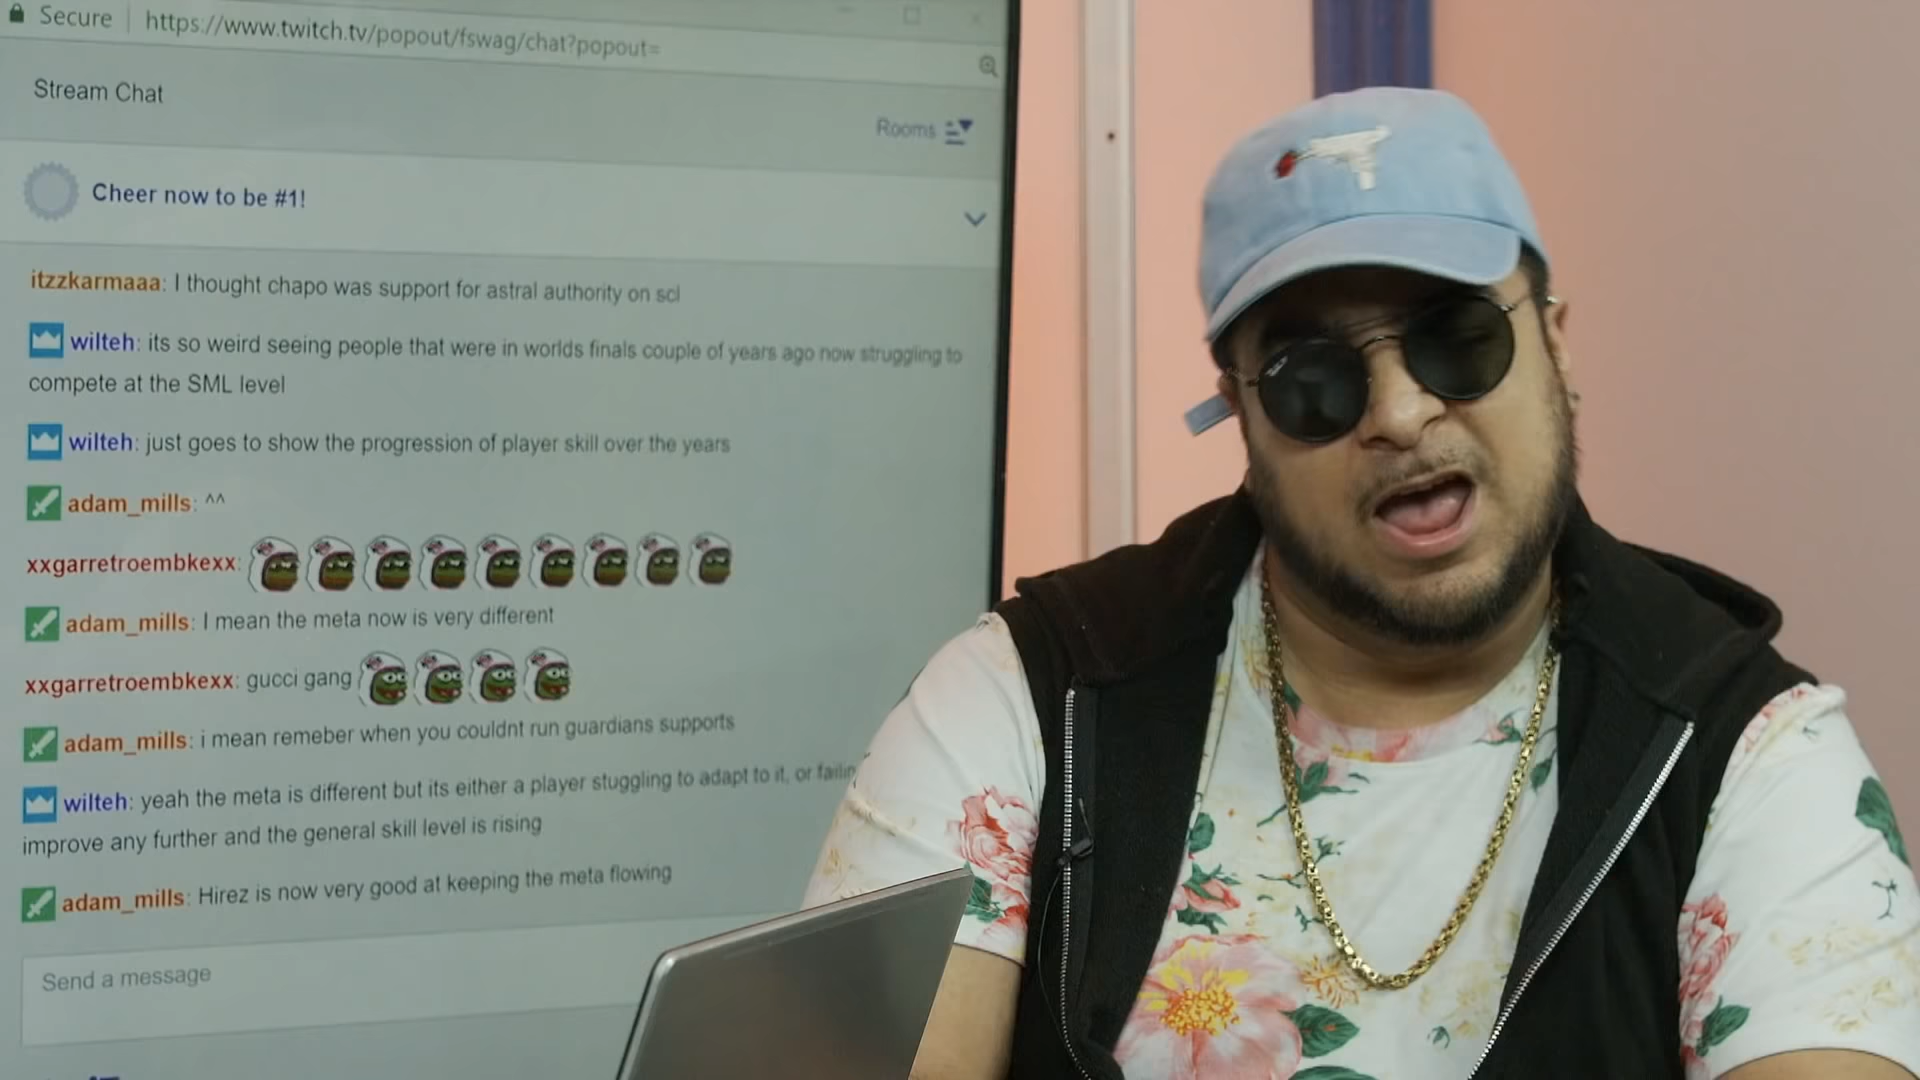 Secure https://www.twitch.tv/popout/fswag/chat?popout=
Stream Chat
Rooms
Cheer now to be #1!
itzzkarmaaa: I thought chapo was support for astral authority on scl
wilteh: its so weird seeing people that were in worlds finals couple of years ago now struggling to
compete at the SML level
wilteh: just goes to show the progression of player skill over the years
adam_mills: ^^
xxgarretroembkexx:
adam_mills: I mean the meta now is very different
xxgarretroembkexx: gucci gang
adam_mills: i mean remeber when you couldnt run guardians supports
wilteh: yeah the meta is different but its either a player stuggling to adapt to it, or
improve any further and the general skill level is rising
adam_mills: Hirez is now very good at keeping the meta flowing
Send a message